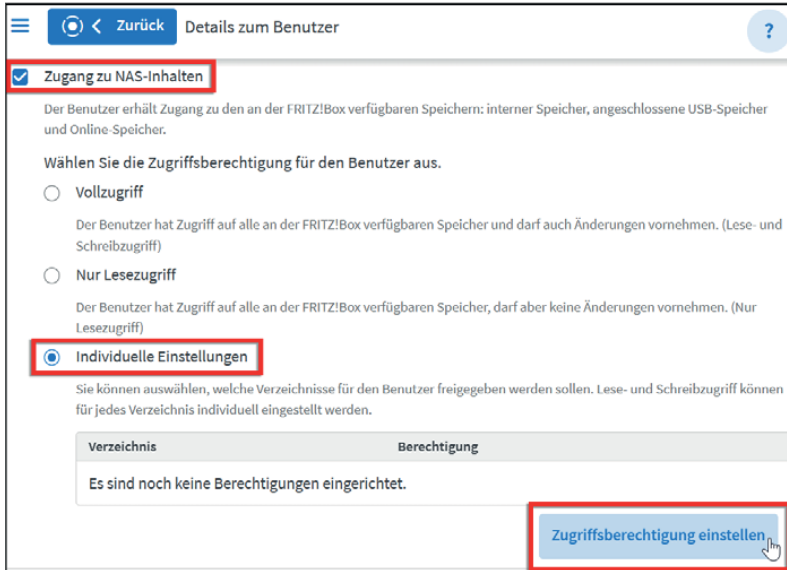 Zurück Details zum Benutzer ?
Zugang zu NAS-Inhalten
Der Benutzer erhält Zugang zu den an der FRITZ!Box verfügbaren Speichern: interner Speicher, angeschlossene USB-Speicher
und Online-Speicher.
Wählen Sie die Zugriffsberechtigung für den Benutzer aus.
Vollzugriff
Der Benutzer hat Zugriff auf alle an der FRITZ!Box verfügbaren Speicher und darf auch Änderungen vornehmen. (Lese- und
Schreibzugriff)
Nur Lesezugriff
Der Benutzer hat Zugriff auf alle an der FRITZ!Box verfügbaren Speicher, darf aber keine Änderungen vornehmen. (Nur
Lesezugriff)
Individuelle Einstellungen
Sie können auswählen, welche Verzeichnisse für den Benutzer freigegeben werden sollen. Lese- und Schreibzugriff können
für jedes Verzeichnis individuell eingestellt werden.
Verzeichnis Berechtigung
Es sind noch keine Berechtigungen eingerichtet.
Zugriffsberechtigung einstellen